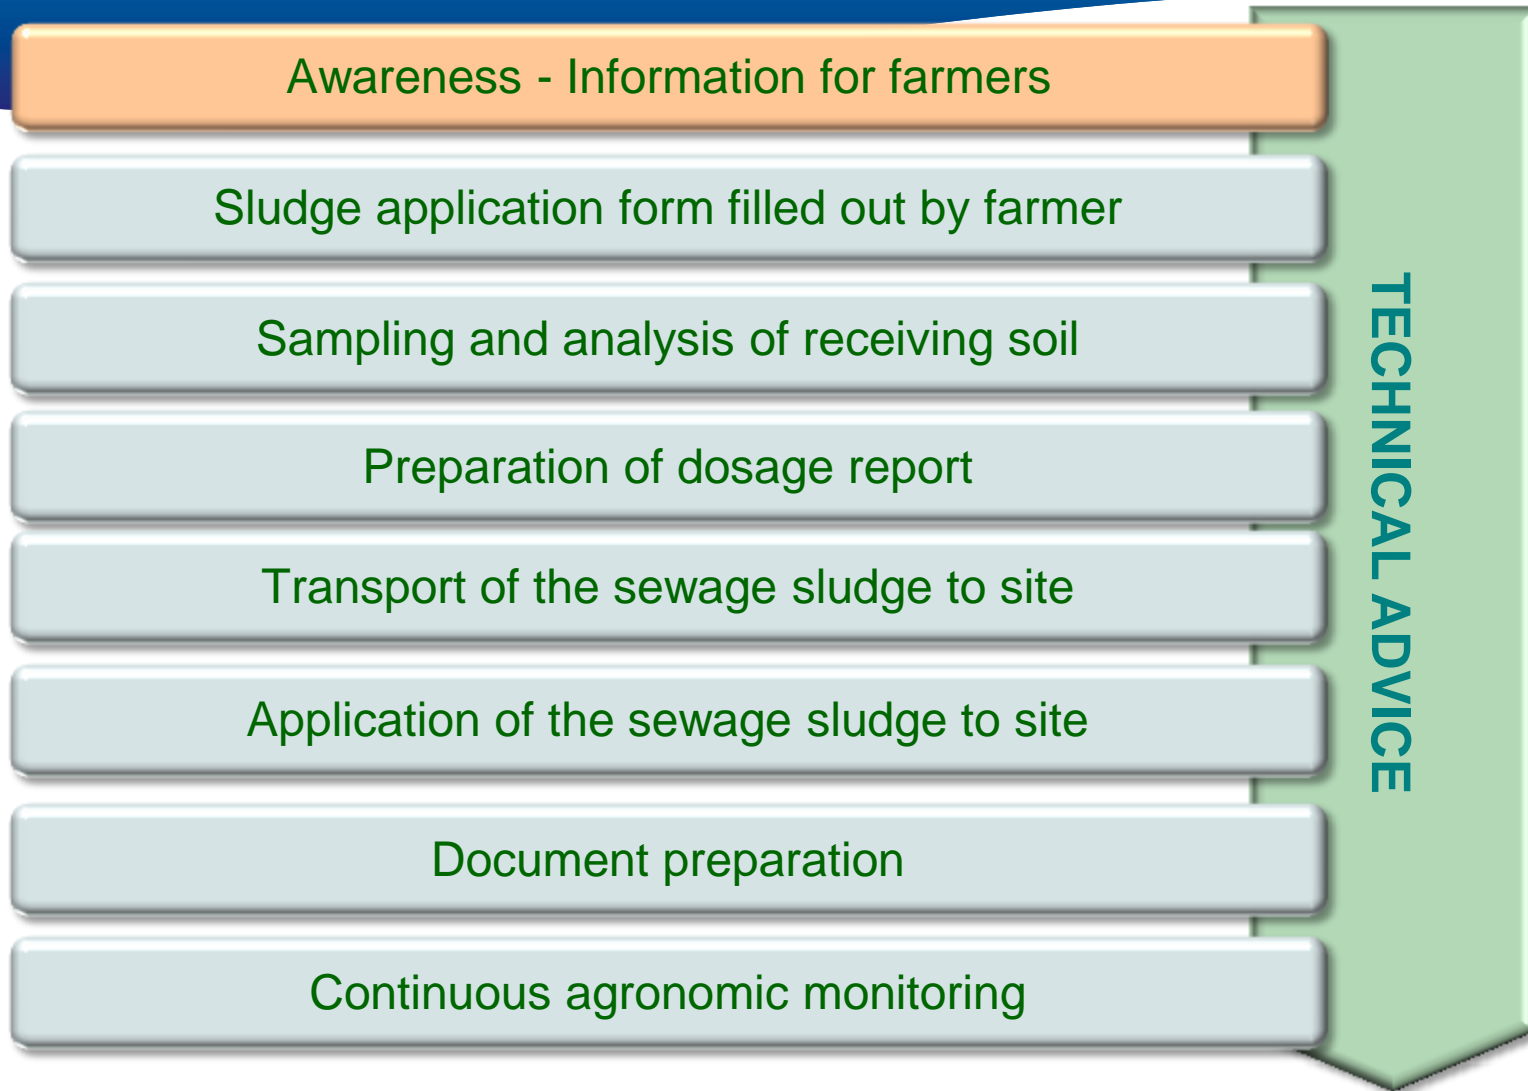 Awareness - Information for farmers
Sludge application form filled out by farmer
Sampling and analysis of receiving soil
Preparation of dosage report
Transport of the sewage sludge to site
Application of the sewage sludge to site
Document preparation
Continuous agronomic monitoring
TECHNICAL ADVICE